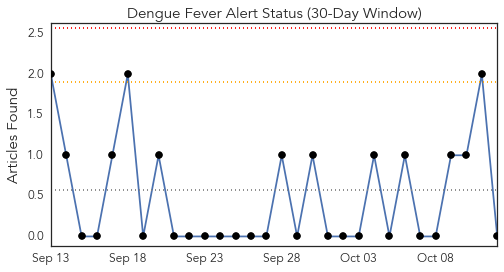 Dengue Fever Alert Status (30-Day Window)
Articles Found
2.5
2.0
1.5
1.0
0.5
0.0
Sep 13 Sep 18 Sep 23 Sep 28 Oct 03 Oct 08